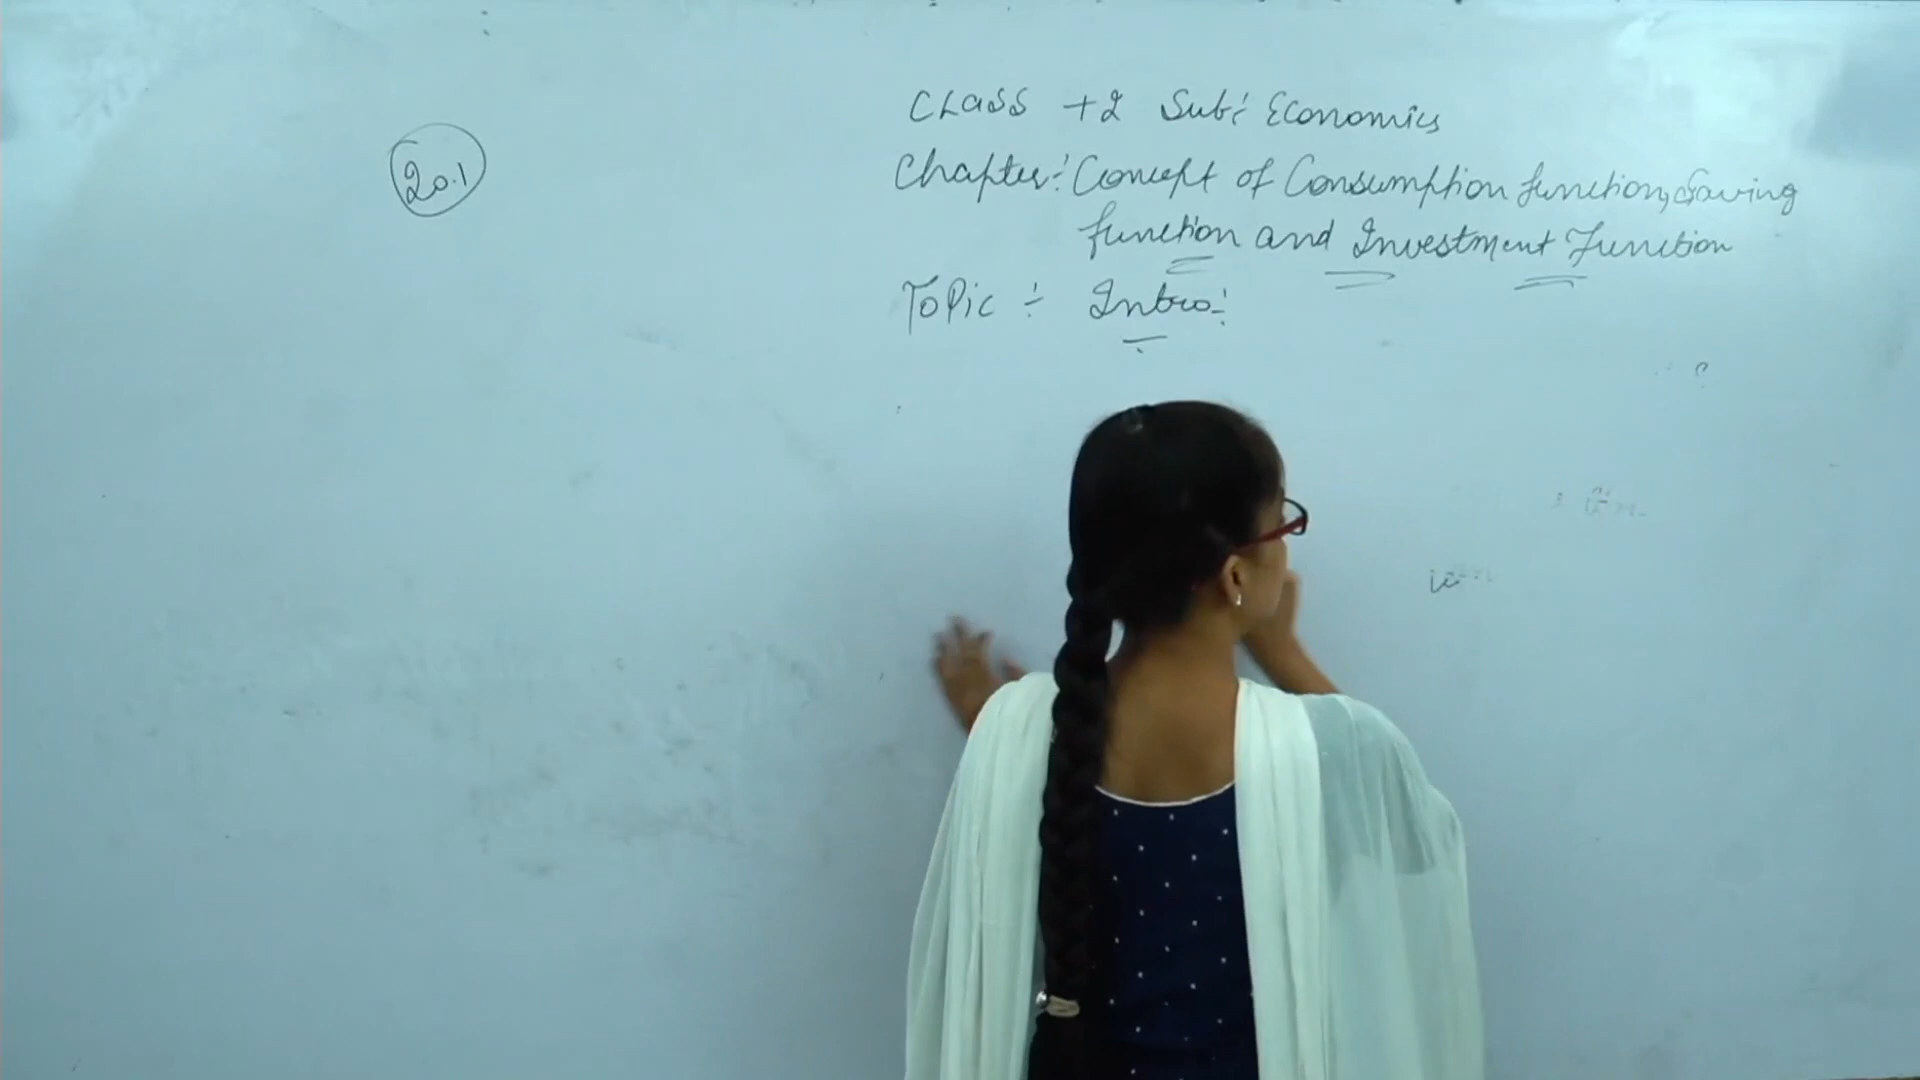 20.1
Class +2 Sub:- Economics
Chapter:- Concept of Consumption function, Saving
function and Investment Function
Topic :- Intro:-